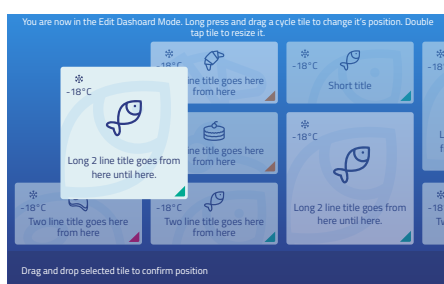 You are now in the Edit Dashoard Mode. Long press and drag a cycle tile to change it's position. Double
tap tile to resize it.
-18°C
-18°C
-18
-18°C
Long 2 line title goes from
here until here.
line title goes here
from here
Short title
-18°C
line title goes here
from here
Long 2 line title goes from
here until here.
-18°C
Two line title goes here
from here
-18°C
Two line title goes here
from here
-18
Drag and drop selected tile to confirm position